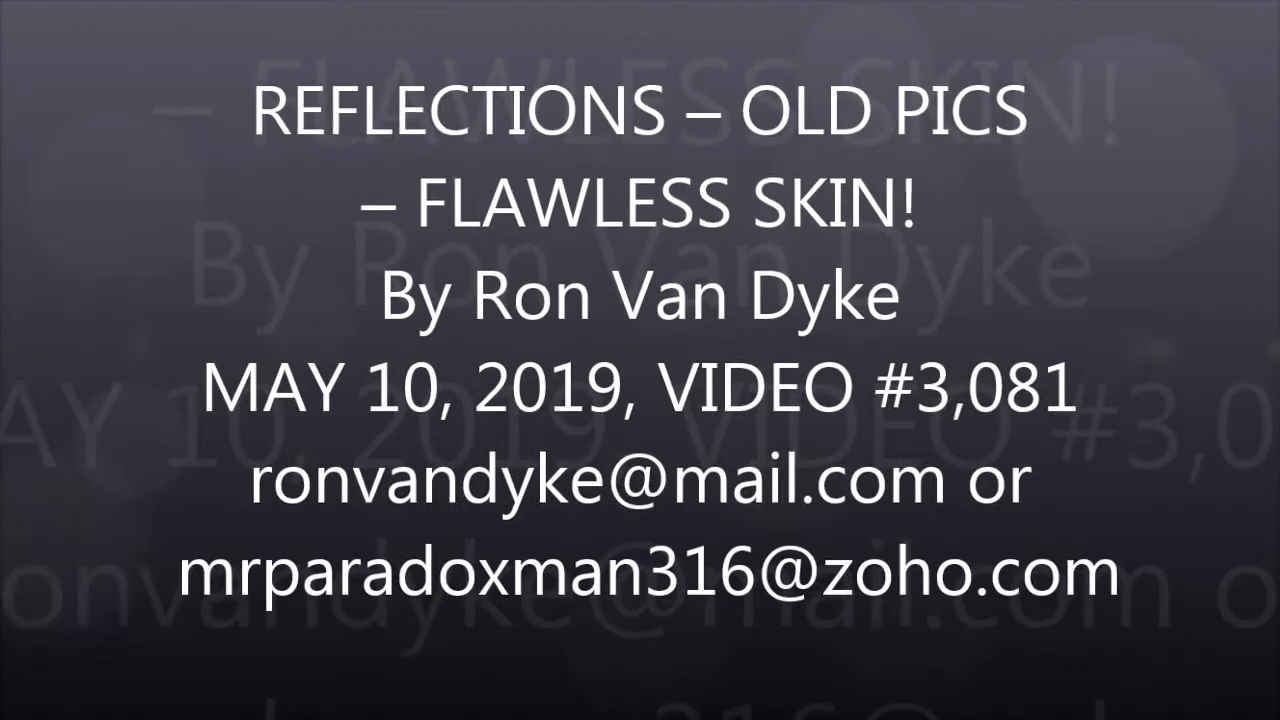 REFLECTIONS – OLD PICS
– FLAWLESS SKIN!
By Ron Van Dyke
MAY 10, 2019, VIDEO #3,081
ronvandyke@mail.com or
mrparadoxman316@zoho.com